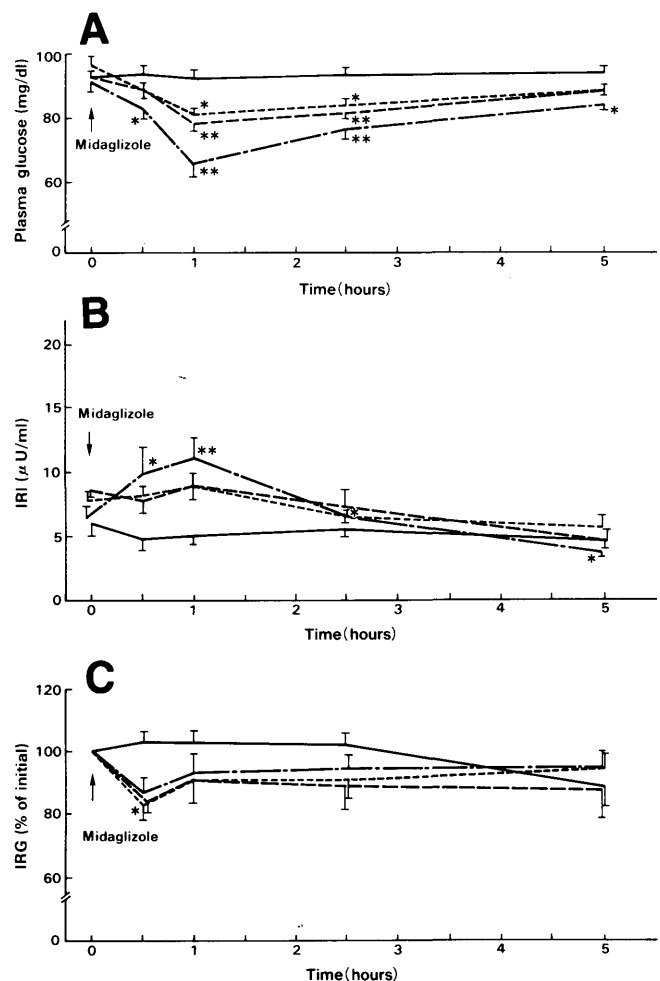 A
100
80
60
0
Plasma glucose (mg/dl)
Midaglizole
*
*
**
*
**
**
**
*
0 1 2 3 4 5
Time(hours)
B
20
15
10
5
0
IRI (μU/ml)
Midaglizole
*
**
*
*
0 1 2 3 4 5
Time(hours)
C
120
100
80
60
0
IRG (% of initial)
Midaglizole
*
0 1 2 3 4 5
Time(hours)